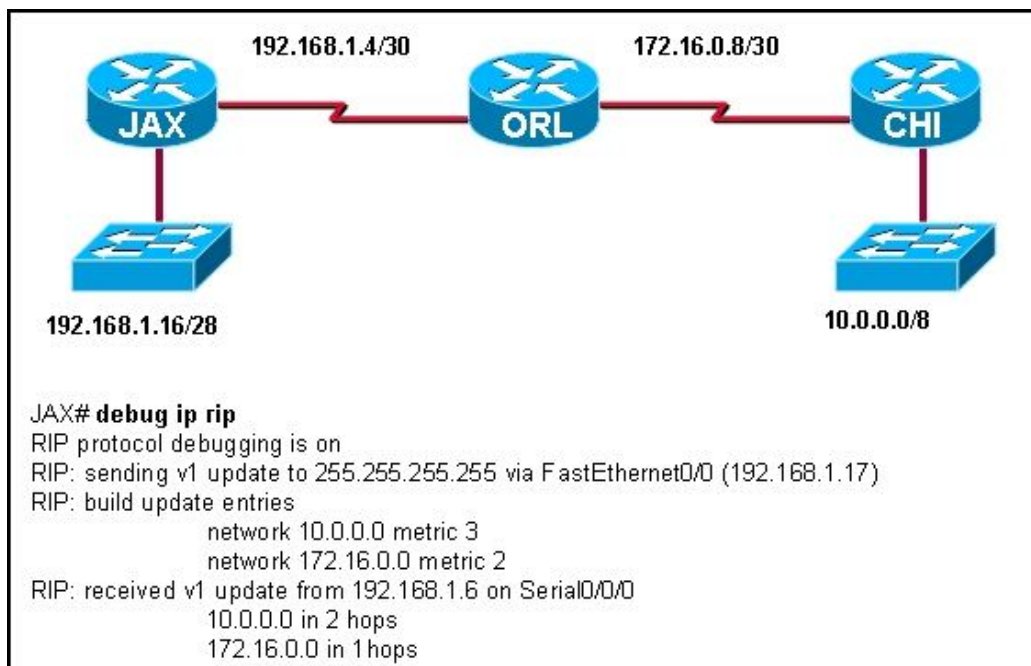 192.168.1.4/30
172.16.0.8/30
JAX
ORL
CHI
192.168.1.16/28
10.0.0.0/8
JAX# debug ip rip
RIP protocol debugging is on
RIP: sending v1 update to 255.255.255.255 via FastEthernet0/0 (192.168.1.17)
RIP: build update entries
network 10.0.0.0 metric 3
network 172.16.0.0 metric 2
RIP: received v1 update from 192.168.1.6 on Serial0/0/0
10.0.0.0 in 2 hops
172.16.0.0 in 1hops